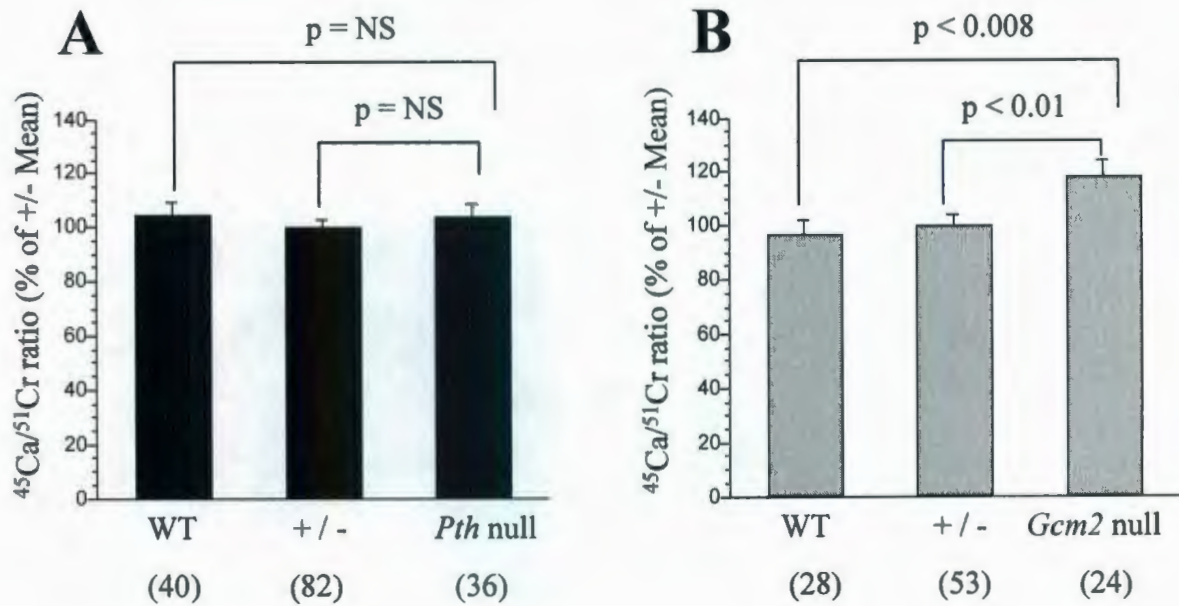 A
p = NS
p = NS
⁴⁵Ca/⁵¹Cr ratio (% of +/- Mean)
140
120
100
80
60
40
20
0
WT
+ / -
Pth null
(40)
(82)
(36)
B
p < 0.008
p < 0.01
⁴⁵Ca/⁵¹Cr ratio (% of +/- Mean)
140
120
100
80
60
40
20
0
WT
+ / -
Gcm2 null
(28)
(53)
(24)